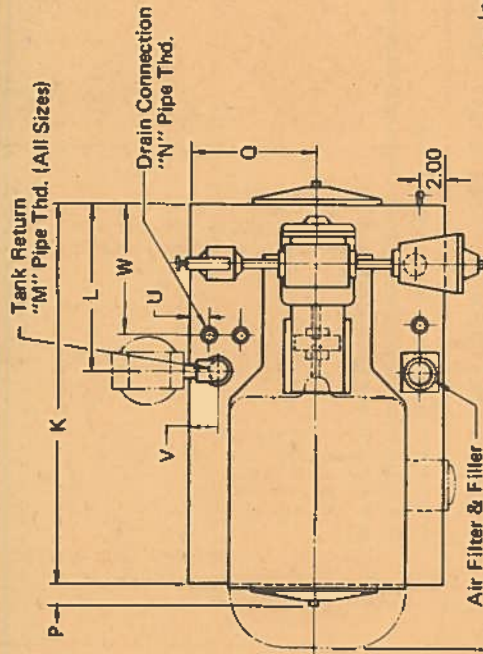 Tank Return
"M" Pipe Thd. (All Sizes)
Drain Connection
"N" Pipe Thd.
K
L
W
U
V
P
Q
2.00
Air Filter & Filler